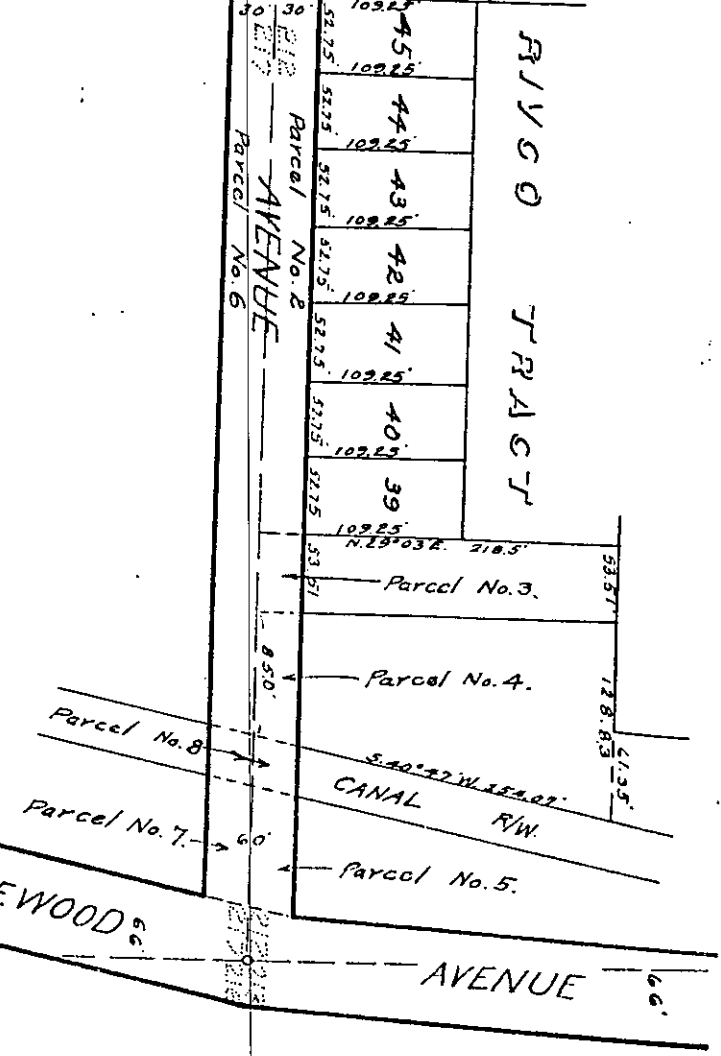 30' 30'
212
217
AVENUE
Parcel No.2
Parcel No.6
109.25'
45
52.75
109.25'
44
52.75
109.25'
43
52.75
109.25'
42
52.75
109.25'
41
52.75
109.25'
40
52.75
109.25'
39
52.75
109.25'
RIVCO TRACT
N.29°03'E. 218.5'
53.51
53.51'
Parcel No.3.
85.0'
Parcel No.4.
128.83
61.35'
Parcel No.8
S.40°47'W. 254.07'
CANAL R/W.
Parcel No.7.
60'
Parcel No.5.
EWOOD
66'
AVENUE
66'